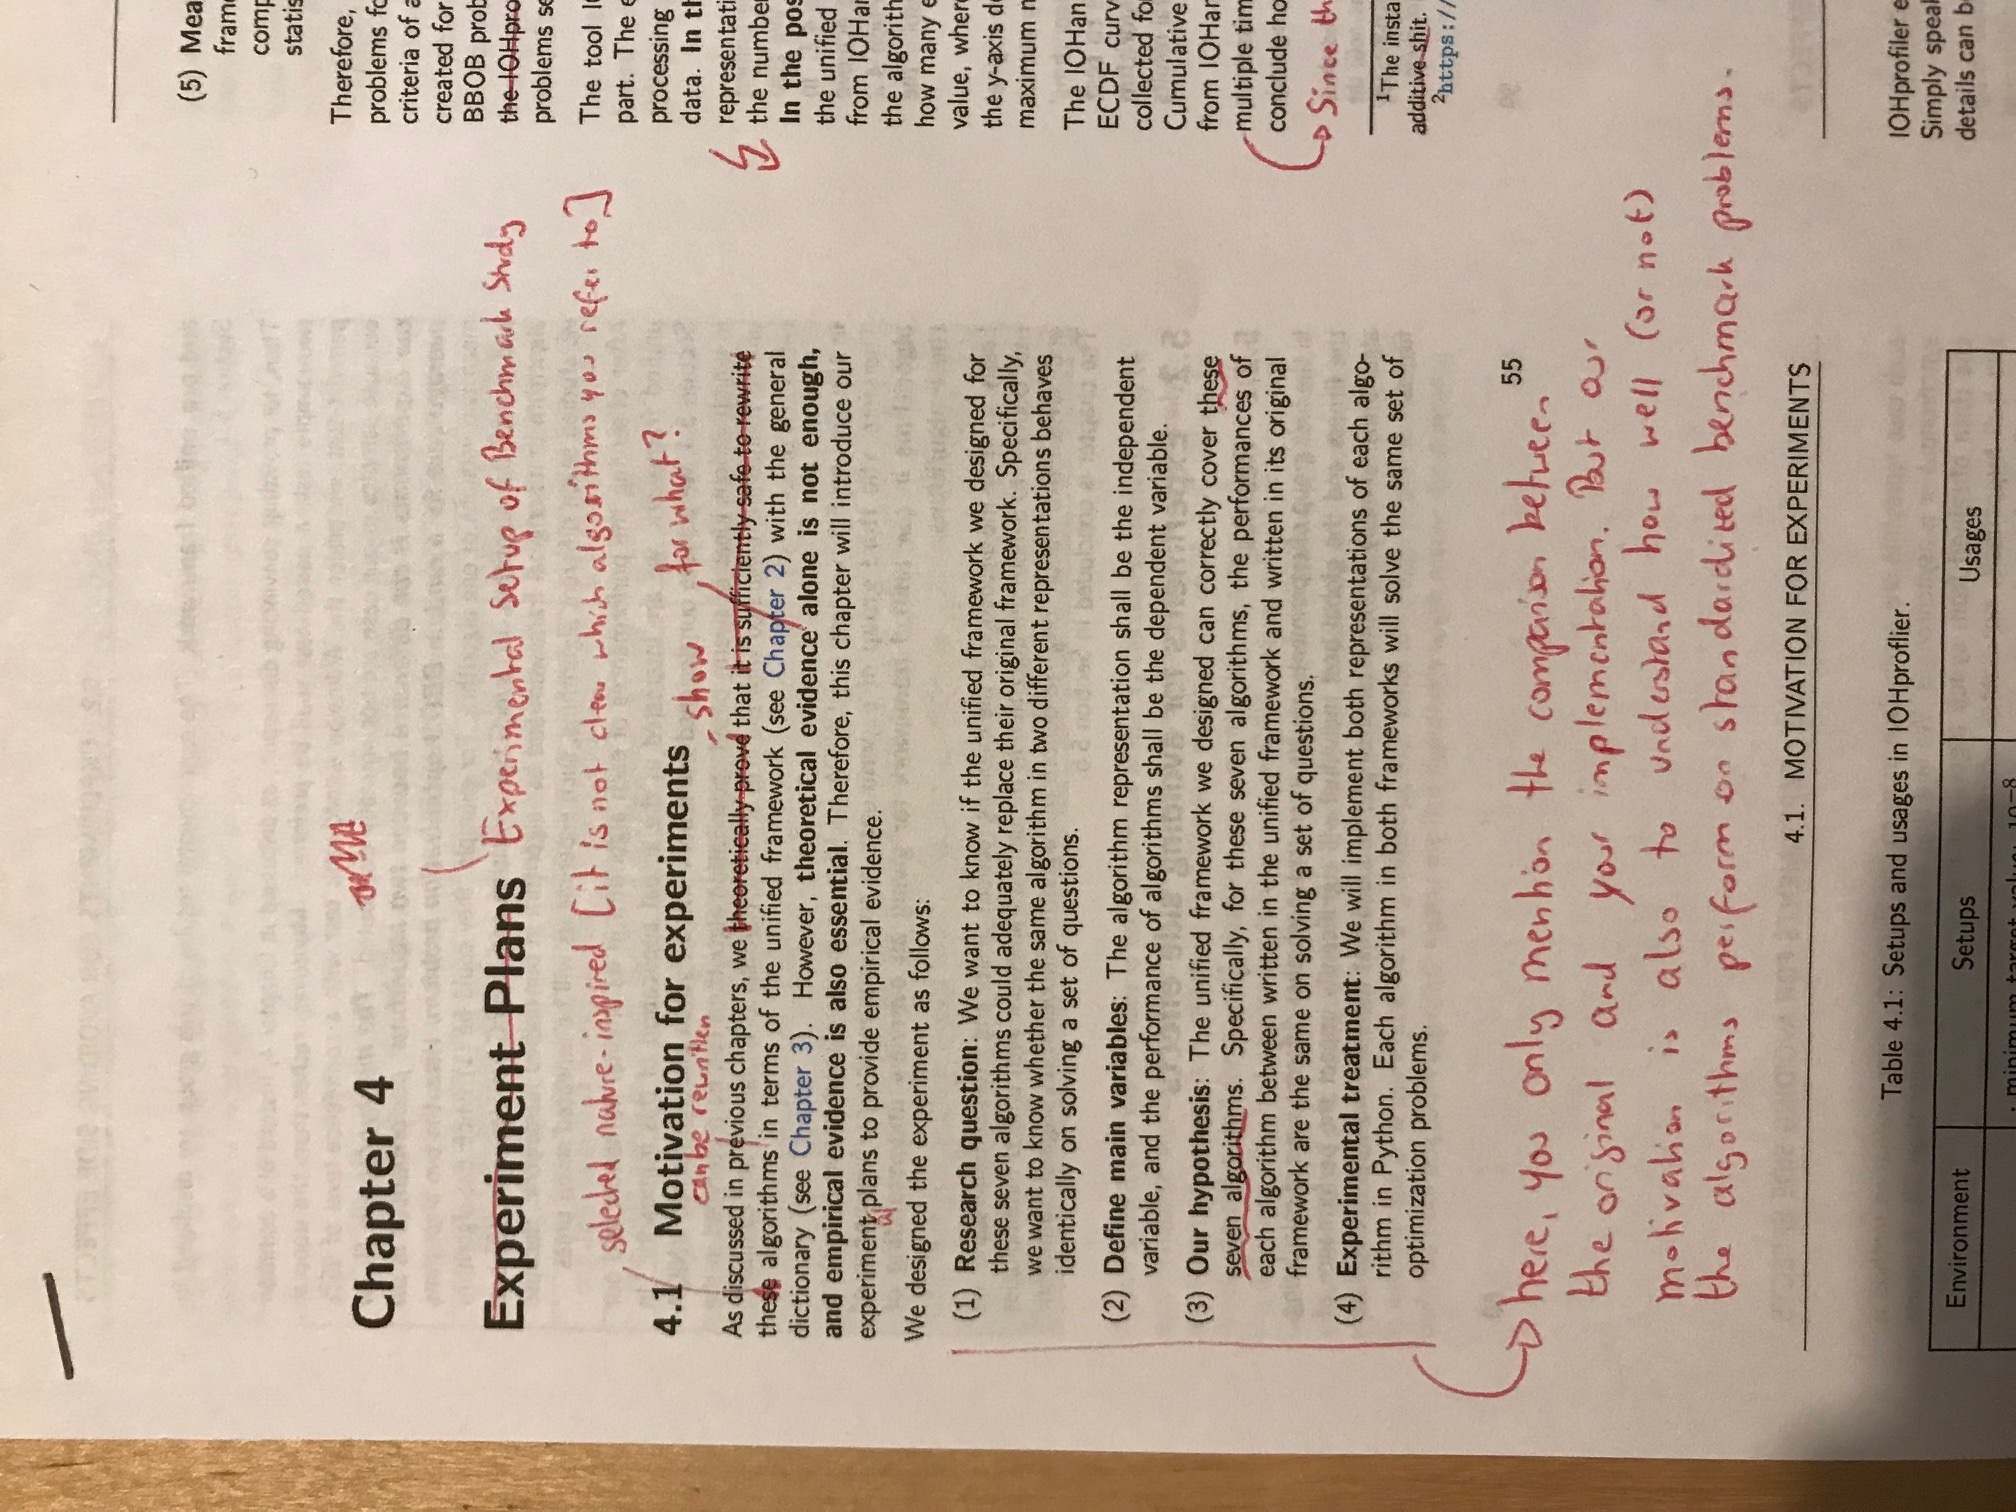 Chapter 4
Experiment Plans Experimental Setup of Benchmark Study
selected nature-inspired [it is not clear which algorithms you refer to]
4.1 Motivation for experiments
show
for what?
can be rewritten
As discussed in previous chapters, we theoretically prove that it is sufficiently safe to rewrite
these algorithms in terms of the unified framework (see Chapter 2) with the general
dictionary (see Chapter 3). However, theoretical evidence alone is not enough,
and empirical evidence is also essential. Therefore, this chapter will introduce our
experiment plans to provide empirical evidence.
al
We designed the experiment as follows:
(1) Research question: We want to know if the unified framework we designed for
these seven algorithms could adequately replace their original framework. Specifically,
we want to know whether the same algorithm in two different representations behaves
identically on solving a set of questions.
(2) Define main variables: The algorithm representation shall be the independent
variable, and the performance of algorithms shall be the dependent variable.
(3) Our hypothesis: The unified framework we designed can correctly cover these
seven algorithms. Specifically, for these seven algorithms, the performances of
each algorithm between written in the unified framework and written in its original
framework are the same on solving a set of questions.
(4) Experimental treatment: We will implement both representations of each algo-
rithm in Python. Each algorithm in both frameworks will solve the same set of
optimization problems.
55
here, you only mention the comparison between
the original and your implementation. But our
motivation is also to understand how well (or not)
the algorithms perform on standardized benchmark problems.
4.1. MOTIVATION FOR EXPERIMENTS
Table 4.1: Setups and usages in IOHproflier.
Environment Setups Usages
· minimum target value: 10−8
(5) Mea
fram
comp
statis
Therefore,
problems fo
criteria of a
created for
BBOB prob
the IOHpro
problems se
The tool I
part. The e
processing
data. In th
representati
the number
In the pos
the unified
from IOHar
the algorith
how many e
value, where
the y-axis d
maximum n
The IOHan
ECDF curv
collected fo
Cumulative
from IOHar
multiple tim
conclude ho
Since th
1The insta
additive shit.
2https://
IOHprofiler e
Simply speak
details can b